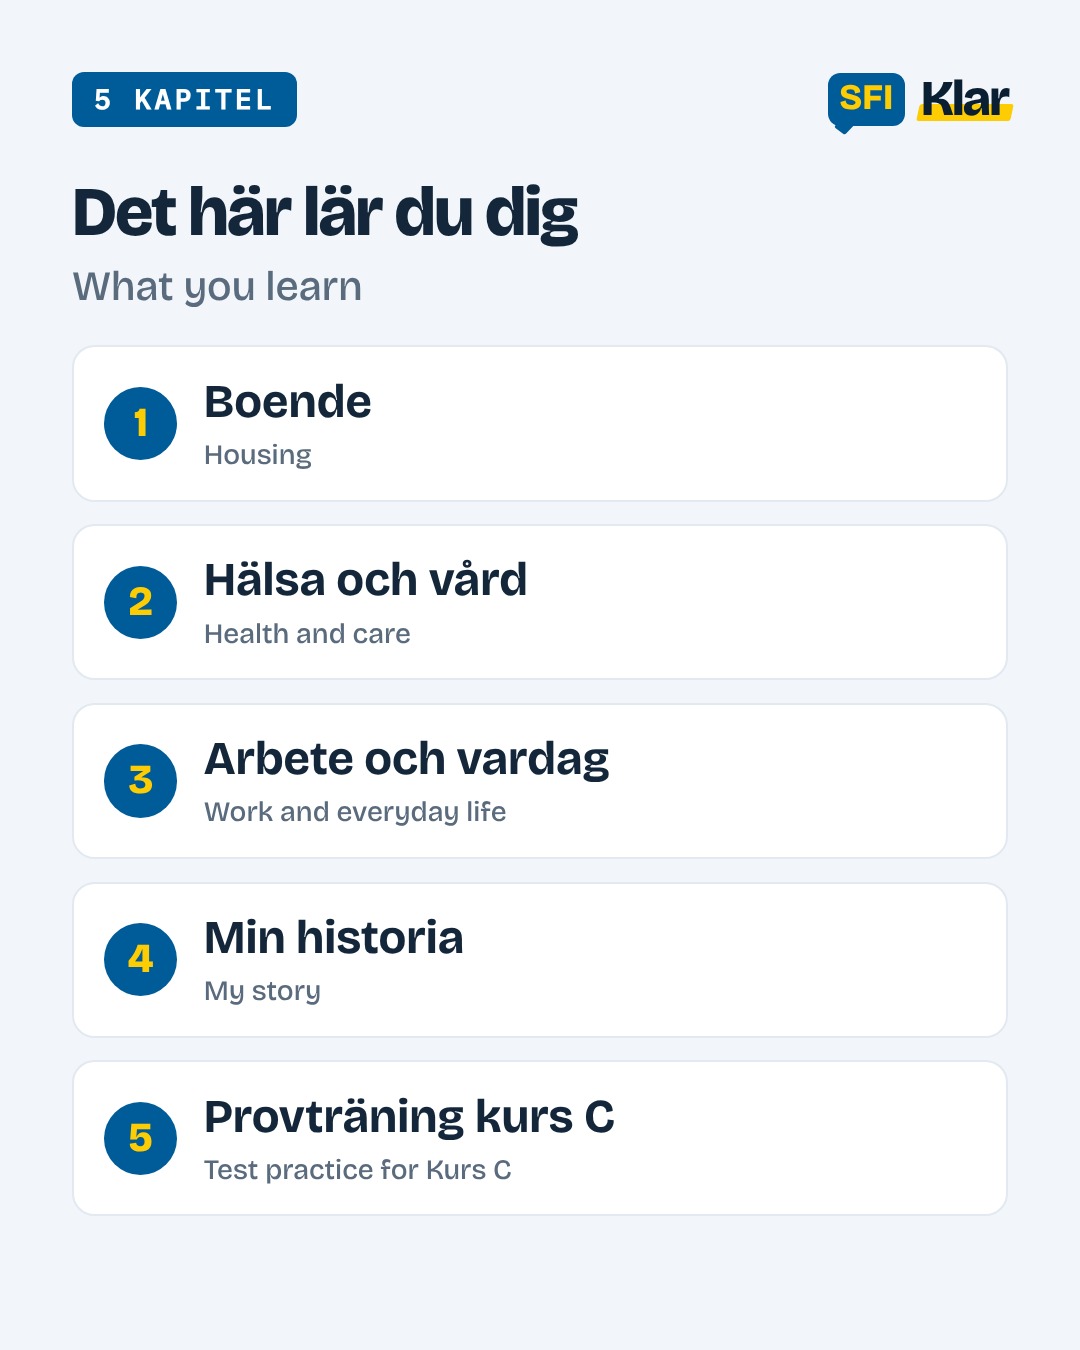 5 KAPITEL
SFI Klar
Det här lär du dig
What you learn
1
Boende
Housing
2
Hälsa och vård
Health and care
3
Arbete och vardag
Work and everyday life
4
Min historia
My story
5
Provträning kurs C
Test practice for Kurs C